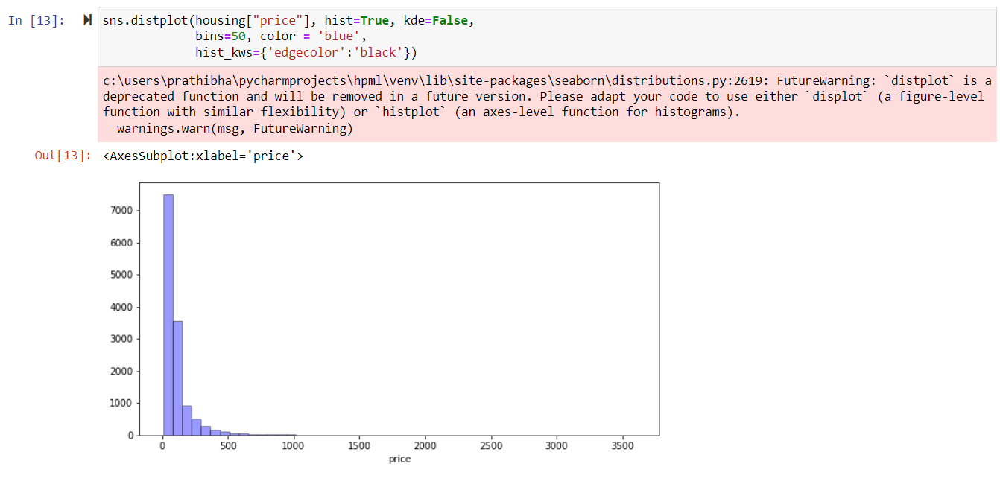 In [13]:
sns.distplot(housing["price"], hist=True, kde=False,
bins=50, color = 'blue',
hist_kws={'edgecolor':'black'})
c:\users\prathibha\pycharmprojects\hpml\venv\lib\site-packages\seaborn\distributions.py:2619: FutureWarning: `distplot` is a
deprecated function and will be removed in a future version. Please adapt your code to use either `displot` (a figure-level
function with similar flexibility) or `histplot` (an axes-level function for histograms).
warnings.warn(msg, FutureWarning)
Out[13]: <AxesSubplot:xlabel='price'>
7000
6000
5000
4000
3000
2000
1000
0
0 500 1000 1500 2000 2500 3000 3500
price